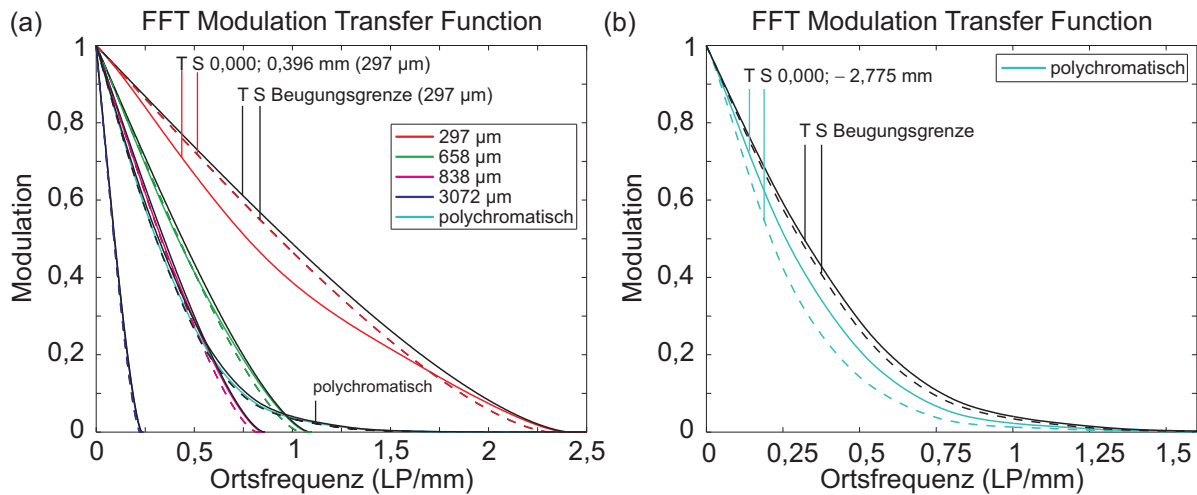 (a)
FFT Modulation Transfer Function
T S 0,000; 0,396 mm (297 µm)
T S Beugungsgrenze (297 µm)
297 µm
658 µm
838 µm
3072 µm
polychromatisch
polychromatisch
Modulation
1
0,8
0,6
0,4
0,2
0
0 0,5 1 1,5 2 2,5
Ortsfrequenz (LP/mm)
(b)
FFT Modulation Transfer Function
T S 0,000; – 2,775 mm
T S Beugungsgrenze
polychromatisch
Modulation
1
0,8
0,6
0,4
0,2
0
0 0,25 0,5 0,75 1 1,25 1,5
Ortsfrequenz (LP/mm)